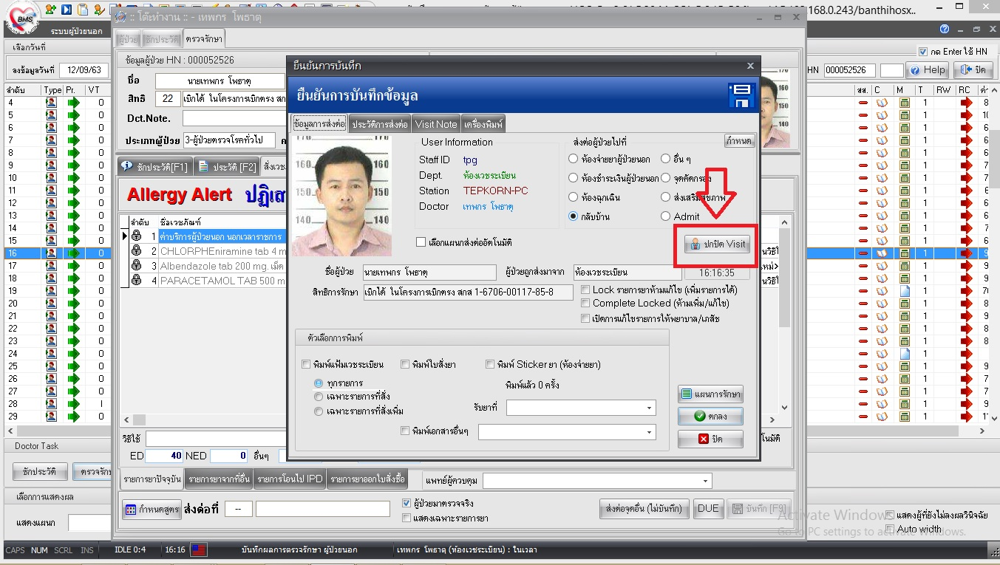 :: โต๊ะทำงาน :: - เทพกร โพธาตุ
168.0.243/banthihosx..
BMS
ระบบผู้ป่วยนอก
ผู้ป่วย ซักประวัติ ตรวจรักษา
เลือกวันที่
ลงข้อมูลวันที่ 12/09/63
ข้อมูลผู้ป่วย HN : 000052526
กด Enter ใช้ HN
HN 000052526 Help ปิด
ชื่อ นายเทพกร โพธาตุ
สิทธิ 22 เบิกได้ ในโครงการเบิกตรง สก
Dct.Note.
ประเภทผู้ป่วย 3-ผู้ป่วยตรวจโรคทั่วไป
ลำดับ Type Pr. VT
สส. C M T RW RC ค่า
4 0
5 0
6 0
7 0
8 0
9 0
10 0
11 0
12 0
13 0
14 0
15 0
16 0
17 0
18 0
19 0
20 0
21 0
22 0
23 0
24 0
25 0
26 0
27 0
28 I
29 0
ซักประวัติ[F1] ประวัติ [F2] สั่งเวช
Allergy Alert ปฏิเส
ลำดับ ชื่อเวชภัณฑ์
1 ค่าบริการผู้ป่วยนอก นอกเวลาราชการ
2 CHLORPHEniramine tab 4 m
3 Albendazole tab 200 mg. เม็ด
4 PARACETAMOL TAB 500 m
ยืนยันการบันทึก
ยืนยันการบันทึกข้อมูล
ข้อมูลการส่งต่อ ประวัติการส่งต่อ Visit Note เครื่องพิมพ์
160 160
140 140
User Information
Staff ID tpg
Dept. ห้องเวชระเบียน
Station TEPKORN-PC
Doctor เทพกร โพธาตุ
ส่งต่อผู้ป่วยไปที่ กำหนด
ห้องจ่ายยาผู้ป่วยนอก อื่น ๆ
ห้องชำระเงินผู้ป่วยนอก จุดคัดกรอง
ห้องฉุกเฉิน ส่งเสริมสุขภาพ
กลับบ้าน Admit
เลือกแผนกส่งต่ออัตโนมัติ
ปกปิด Visit
ชื่อผู้ป่วย นายเทพกร โพธาตุ ผู้ป่วยถูกส่งมาจาก ห้องเวชระเบียน 16:16:35
สิทธิการรักษา เบิกได้ ในโครงการเบิกตรง สกส 1-6706-00117-85-8
Lock รายการยาห้ามแก้ไข (เพิ่มรายการได้)
Complete Locked (ห้ามเพิ่ม/แก้ไข)
เปิดการแก้ไขรายการให้พยาบาล/เภสัช
ตัวเลือกการพิมพ์
พิมพ์แฟ้มเวชระเบียน พิมพ์ใบสั่งยา พิมพ์ Sticker ยา (ห้องจ่ายยา)
ทุกรายการ พิมพ์แล้ว 0 ครั้ง
เฉพาะรายการที่สั่ง
เฉพาะรายการที่สั่งเพิ่ม รับยาที่
พิมพ์เอกสารอื่นๆ
แผนการรักษา
ตกลง
ปิด
วิธีใช้
ED 40 NED 0 อื่นๆ
รายการยาปัจจุบัน รายการยาจากที่อื่น รายการโอนไป IPD รายการยาออกใบสั่งซื้อ แพทย์ผู้ควบคุม
กำหนดสูตร ส่งต่อที่ --
ผู้ป่วยมาตรวจจริง
แสดงเฉพาะรายการยา
ส่งต่อจุดอื่น (ไม่บันทึก) DUE บันทึก [F9]
Doctor Task
ซักประวัติ ตรวจรักษ
เลือกการแสดงผล
แสดงแผนก
แสดงผู้ที่ยังไม่ลงผลวินิจฉัย
Auto width
Activate Windows
Go to PC settings to activate Windows.
CAPS NUM SCRL INS IDLE 0:4 16:16 บันทึกผลการตรวจรักษา ผู้ป่วยนอก เทพกร โพธาตุ (ห้องเวชระเบียน) : ในเวลา